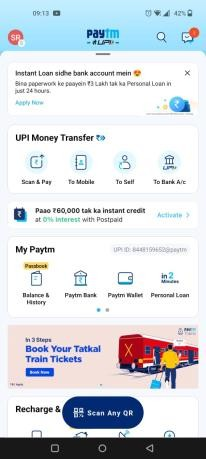 09:13
42%
SR
paytm
UPI
1
Instant Loan sidhe bank account mein 😍
Bina paperwork ke paayein ₹3 Lakh tak ka Personal Loan in
just 24 hours.
Apply Now
UPI Money Transfer
Scan & Pay
To Mobile
To Self
UPI
To Bank A/c
Paao ₹60,000 tak ka instant credit
at 0% interest with Postpaid
Activate >
My Paytm
UPI ID: 8448159652@paytm
Passbook
Balance &
History
Paytm Bank
Paytm Wallet
in 2
Minutes
Personal Loan
In 3 Steps
Book Your Tatkal
Train Tickets
Book Now
paytm
Recharge &
Scan Any QR